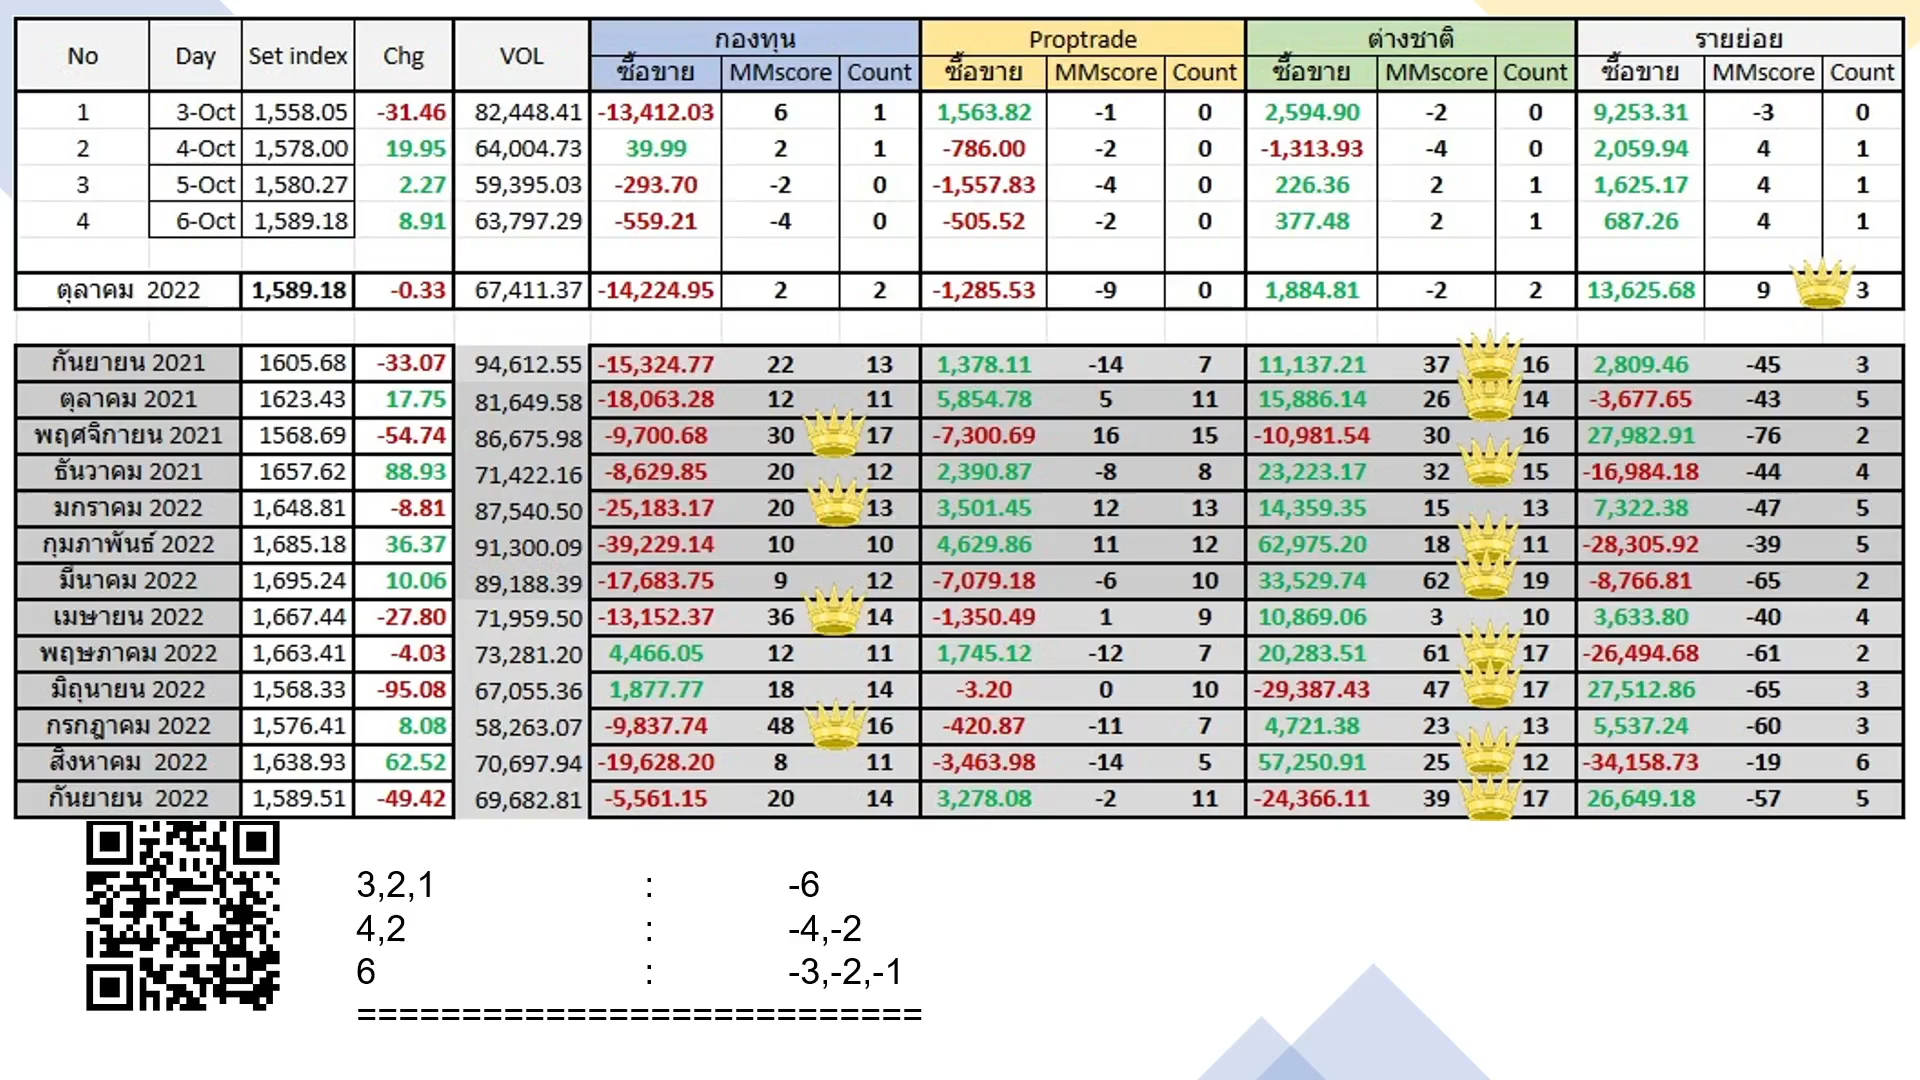 No Day Set index Chg VOL กองทุน Proptrade ต่างชาติ รายย่อย
ซื้อขาย MMscore Count ซื้อขาย MMscore Count ซื้อขาย MMscore Count ซื้อขาย MMscore Count
1 3-Oct 1,558.05 -31.46 82,448.41 -13,412.03 6 1 1,563.82 -1 0 2,594.90 -2 0 9,253.31 -3 0
2 4-Oct 1,578.00 19.95 64,004.73 39.99 2 1 -786.00 -2 0 -1,313.93 -4 0 2,059.94 4 1
3 5-Oct 1,580.27 2.27 59,395.03 -293.70 -2 0 -1,557.83 -4 0 226.36 2 1 1,625.17 4 1
4 6-Oct 1,589.18 8.91 63,797.29 -559.21 -4 0 -505.52 -2 0 377.48 2 1 687.26 4 1
ตุลาคม 2022 1,589.18 -0.33 67,411.37 -14,224.95 2 2 -1,285.53 -9 0 1,884.81 -2 2 13,625.68 9 3
กันยายน 2021 1605.68 -33.07 94,612.55 -15,324.77 22 13 1,378.11 -14 7 11,137.21 37 16 2,809.46 -45 3
ตุลาคม 2021 1623.43 17.75 81,649.58 -18,063.28 12 11 5,854.78 5 11 15,886.14 26 14 -3,677.65 -43 5
พฤศจิกายน 2021 1568.69 -54.74 86,675.98 -9,700.68 30 17 -7,300.69 16 15 -10,981.54 30 16 27,982.91 -76 2
ธันวาคม 2021 1657.62 88.93 71,422.16 -8,629.85 20 12 2,390.87 -8 8 23,223.17 32 15 -16,984.18 -44 4
มกราคม 2022 1,648.81 -8.81 87,540.50 -25,183.17 20 13 3,501.45 12 13 14,359.35 15 13 7,322.38 -47 5
กุมภาพันธ์ 2022 1,685.18 36.37 91,300.09 -39,229.14 10 10 4,629.86 11 12 62,975.20 18 11 -28,305.92 -39 5
มีนาคม 2022 1,695.24 10.06 89,188.39 -17,683.75 9 12 -7,079.18 -6 10 33,529.74 62 19 -8,766.81 -65 2
เมษายน 2022 1,667.44 -27.80 71,959.50 -13,152.37 36 14 -1,350.49 1 9 10,869.06 3 10 3,633.80 -40 4
พฤษภาคม 2022 1,663.41 -4.03 73,281.20 4,466.05 12 11 1,745.12 -12 7 20,283.51 61 17 -26,494.68 -61 2
มิถุนายน 2022 1,568.33 -95.08 67,055.36 1,877.77 18 14 -3.20 0 10 -29,387.43 47 17 27,512.86 -65 3
กรกฎาคม 2022 1,576.41 8.08 58,263.07 -9,837.74 48 16 -420.87 -11 7 4,721.38 23 13 5,537.24 -60 3
สิงหาคม 2022 1,638.93 62.52 70,697.94 -19,628.20 8 11 -3,463.98 -14 5 57,250.91 25 12 -34,158.73 -19 6
กันยายน 2022 1,589.51 -49.42 69,682.81 -5,561.15 20 14 3,278.08 -2 11 -24,366.11 39 17 26,649.18 -57 5
3,2,1 : -6
4,2 : -4,-2
6 : -3,-2,-1
===========================